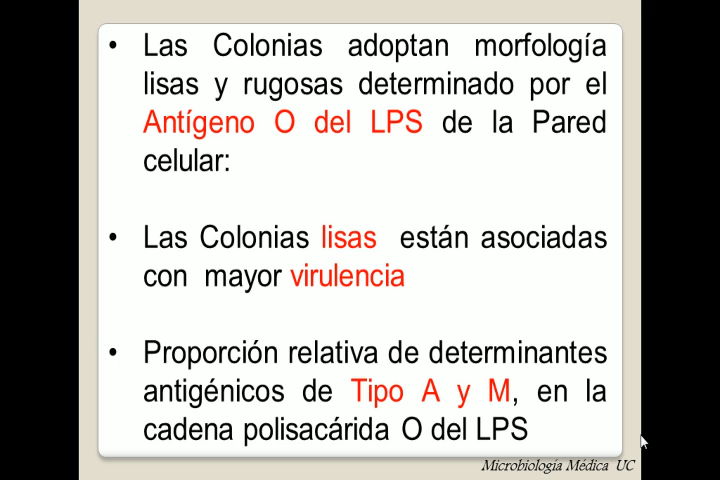 • Las Colonias adoptan morfología
lisas y rugosas determinado por el
Antígeno O del LPS de la Pared
celular:
• Las Colonias lisas están asociadas
con mayor virulencia
• Proporción relativa de determinantes
antigénicos de Tipo A y M, en la
cadena polisacárida O del LPS
Microbiología Médica UC